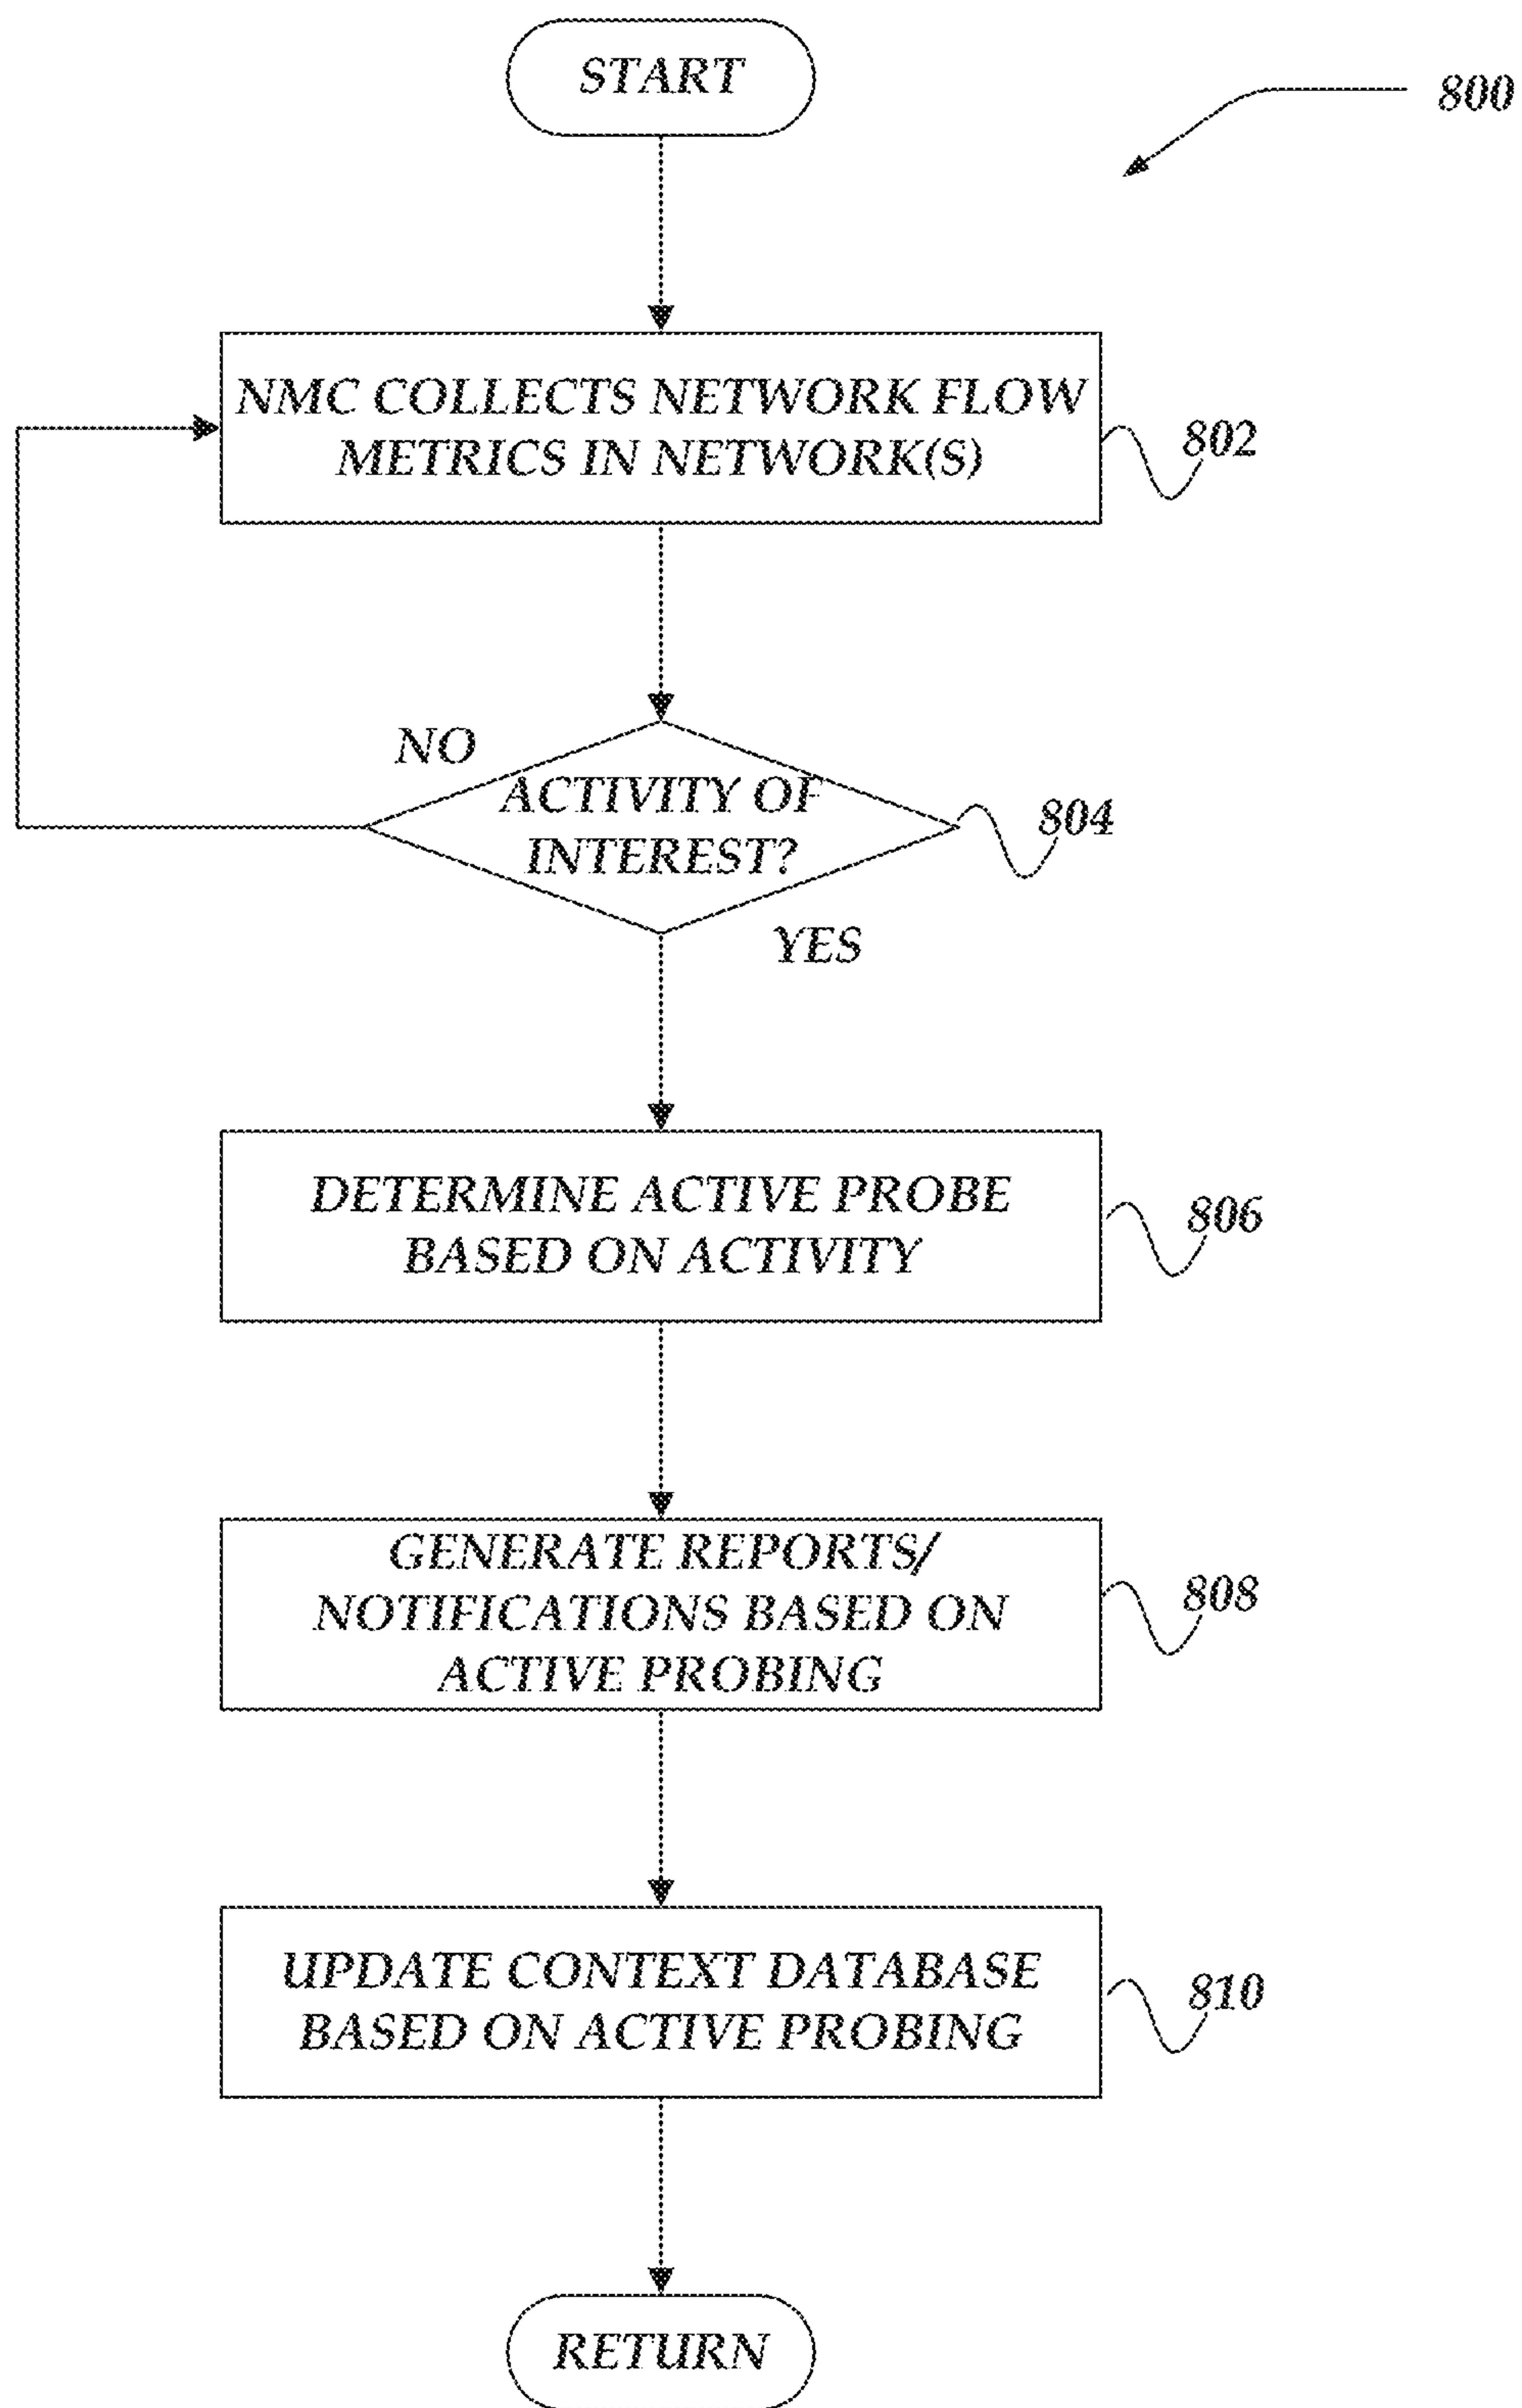 START
800
NMC COLLECTS NETWORK FLOW
METRICS IN NETWORK(S)
802
NO
ACTIVITY OF
INTEREST?
804
YES
DETERMINE ACTIVE PROBE
BASED ON ACTIVITY
806
GENERATE REPORTS/
NOTIFICATIONS BASED ON
ACTIVE PROBING
808
UPDATE CONTEXT DATABASE
BASED ON ACTIVE PROBING
810
RETURN